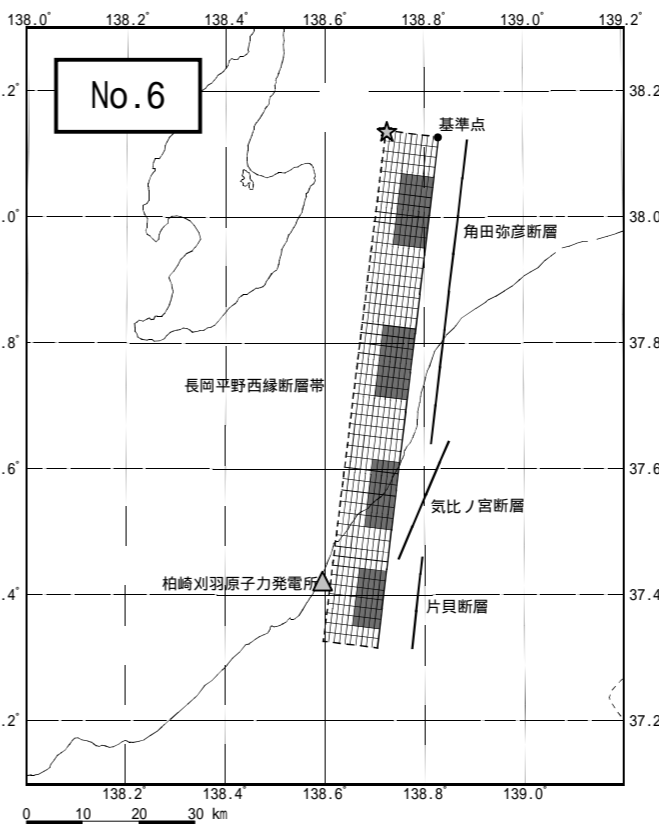 138.0° 138.2° 138.4° 138.6° 138.8° 139.0° 139.2°
No.6
.2° 38.2°
基準点
.0° 38.0°
角田弥彦断層
.8° 37.8°
長岡平野西縁断層帯
.6° 37.6°
気比ノ宮断層
柏崎刈羽原子力発電所
.4° 37.4°
片貝断層
.2° 37.2°
138.2° 138.4° 138.6° 138.8° 139.0°
0 10 20 30 km